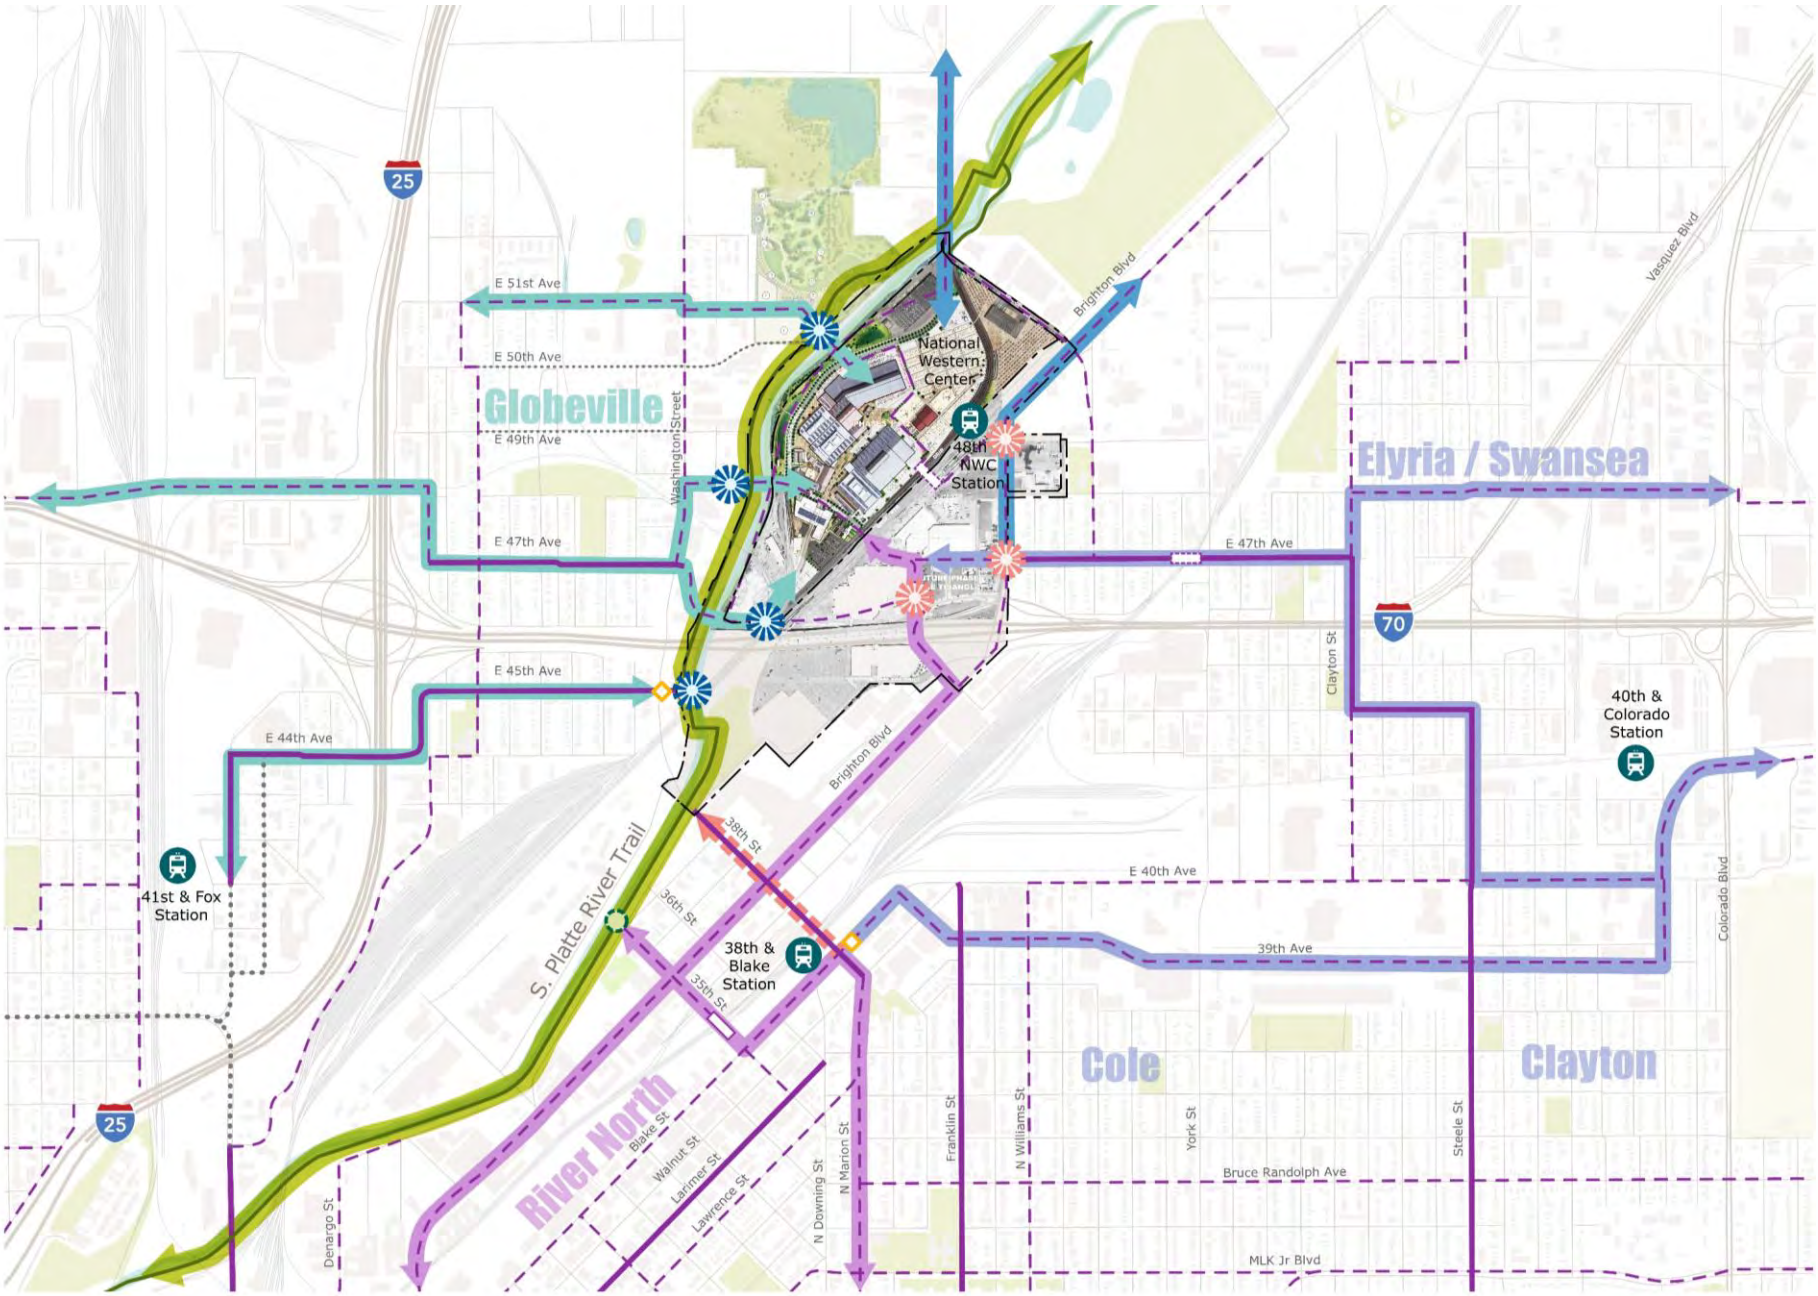 25
E 51st Ave
Brighton Blvd
Vasquez Blvd
National
Western
Center
E 50th Ave
Globeville
Washington Street
E 49th Ave
48th
NWC
Station
Elyria / Swansea
E 47th Ave
E 47th Ave
70
Clayton St
E 45th Ave
40th &
Colorado
Station
E 44th Ave
Brighton Blvd
38th St
S. Platte River Trail
E 40th Ave
Colorado Blvd
41st & Fox
Station
36th St
38th &
Blake
Station
35th St
39th Ave
Cole
Clayton
25
River North
Blake St
Walnut St
Larimer St
Lawrence St
N Downing St
N Marion St
Franklin St
N Williams St
York St
Steele St
Bruce Randolph Ave
Denargo St
MLK Jr Blvd